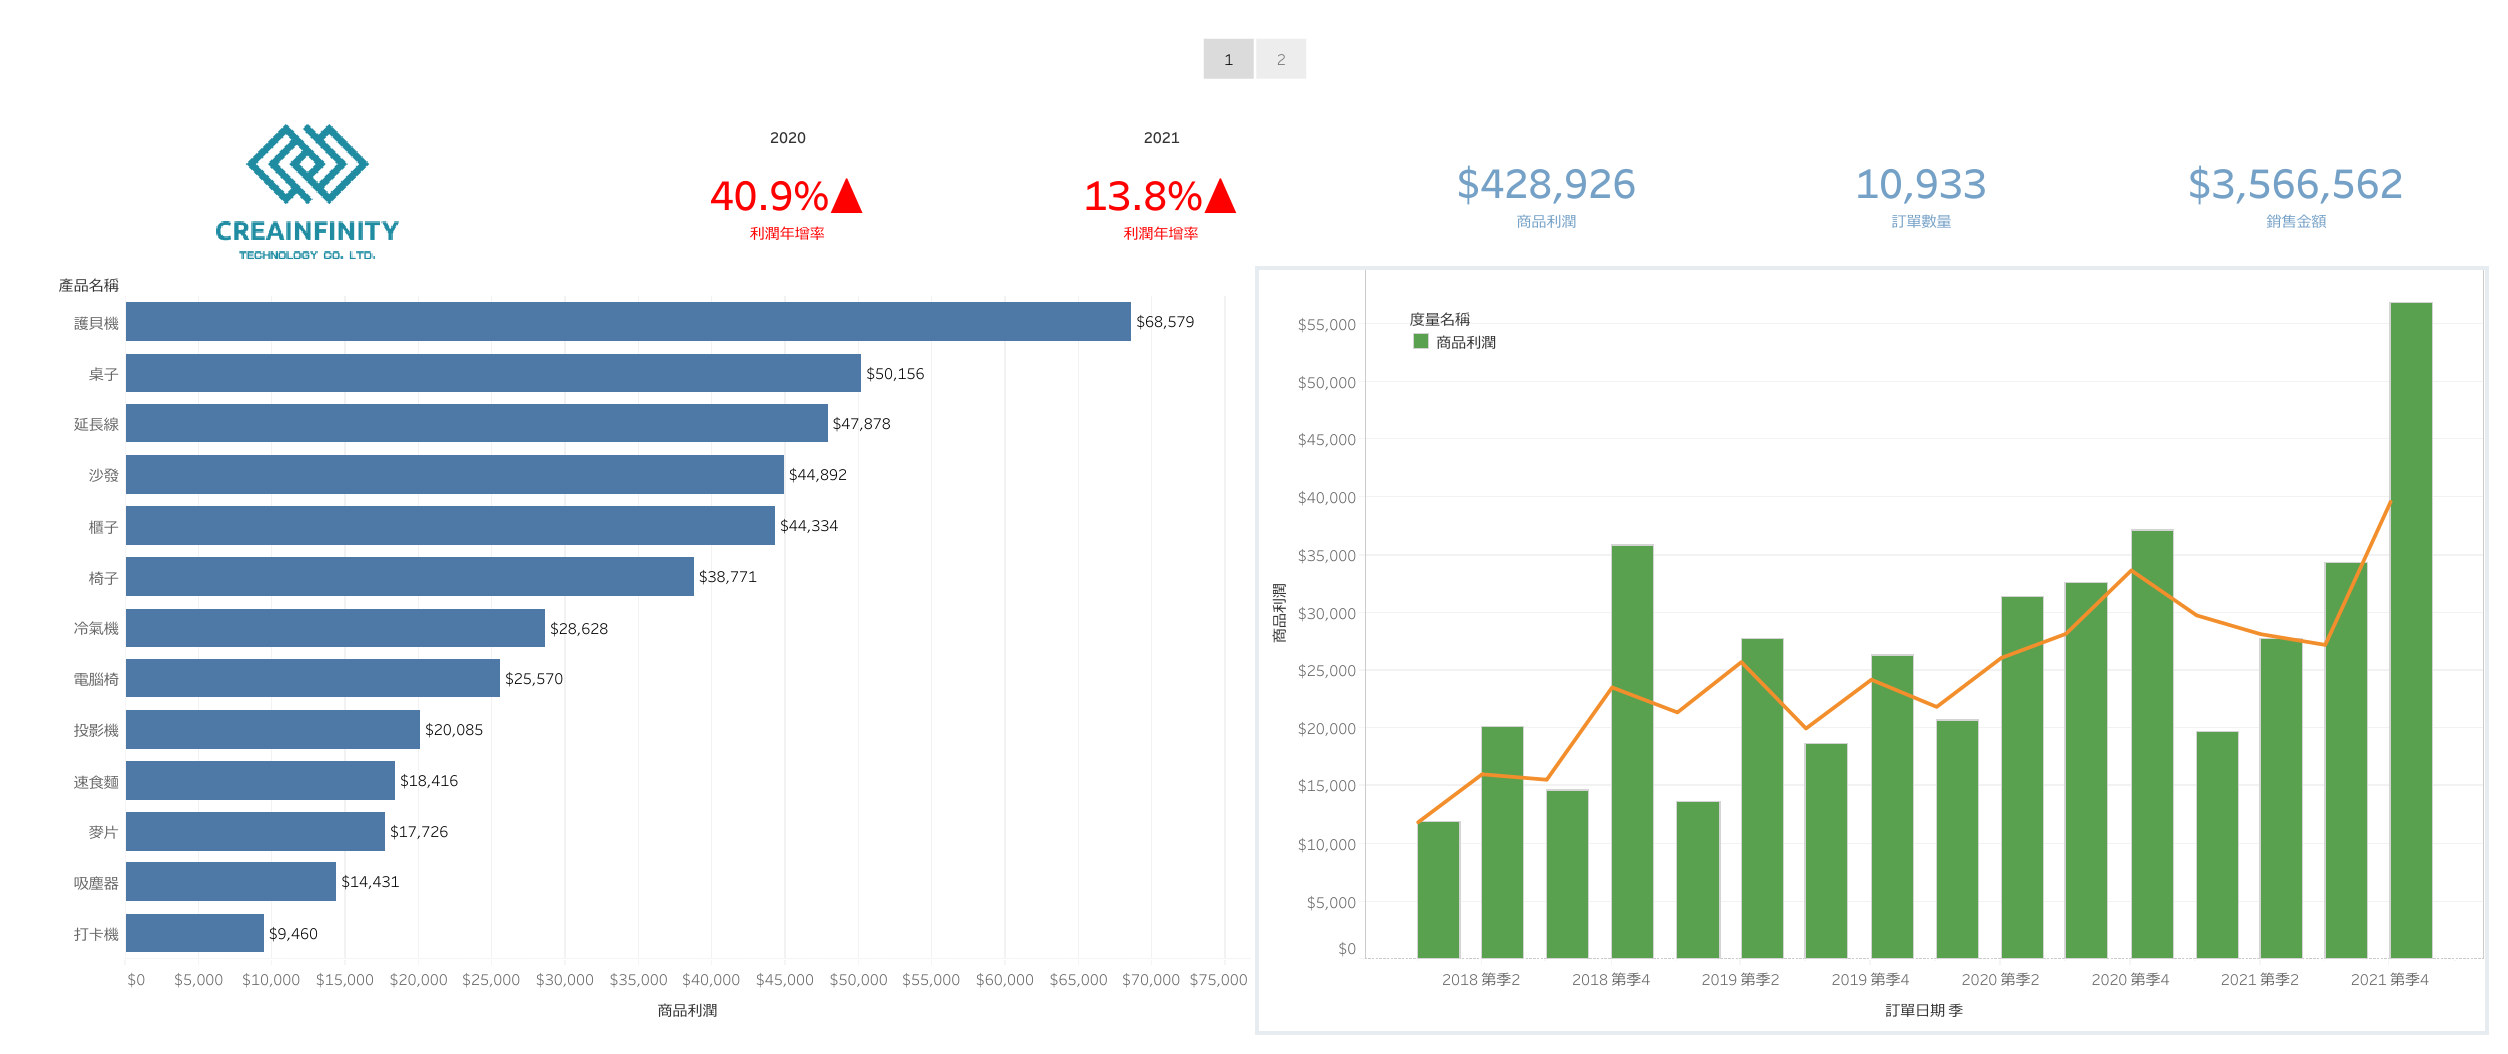 1
2
CREAINFINITY
TECHNOLOGY CO. LTD.
2020
40.9%▲
利潤年增率
2021
13.8%▲
利潤年增率
$428,926
商品利潤
10,933
訂單數量
$3,566,562
銷售金額
產品名稱
護貝機 $68,579
桌子 $50,156
延長線 $47,878
沙發 $44,892
櫃子 $44,334
椅子 $38,771
冷氣機 $28,628
電腦椅 $25,570
投影機 $20,085
速食麵 $18,416
麥片 $17,726
吸塵器 $14,431
打卡機 $9,460
$0 $5,000 $10,000 $15,000 $20,000 $25,000 $30,000 $35,000 $40,000 $45,000 $50,000 $55,000 $60,000 $65,000 $70,000 $75,000
商品利潤
度量名稱
商品利潤
商品利潤
$55,000
$50,000
$45,000
$40,000
$35,000
$30,000
$25,000
$20,000
$15,000
$10,000
$5,000
$0
2018 第季2 2018 第季4 2019 第季2 2019 第季4 2020 第季2 2020 第季4 2021 第季2 2021 第季4
訂單日期 季